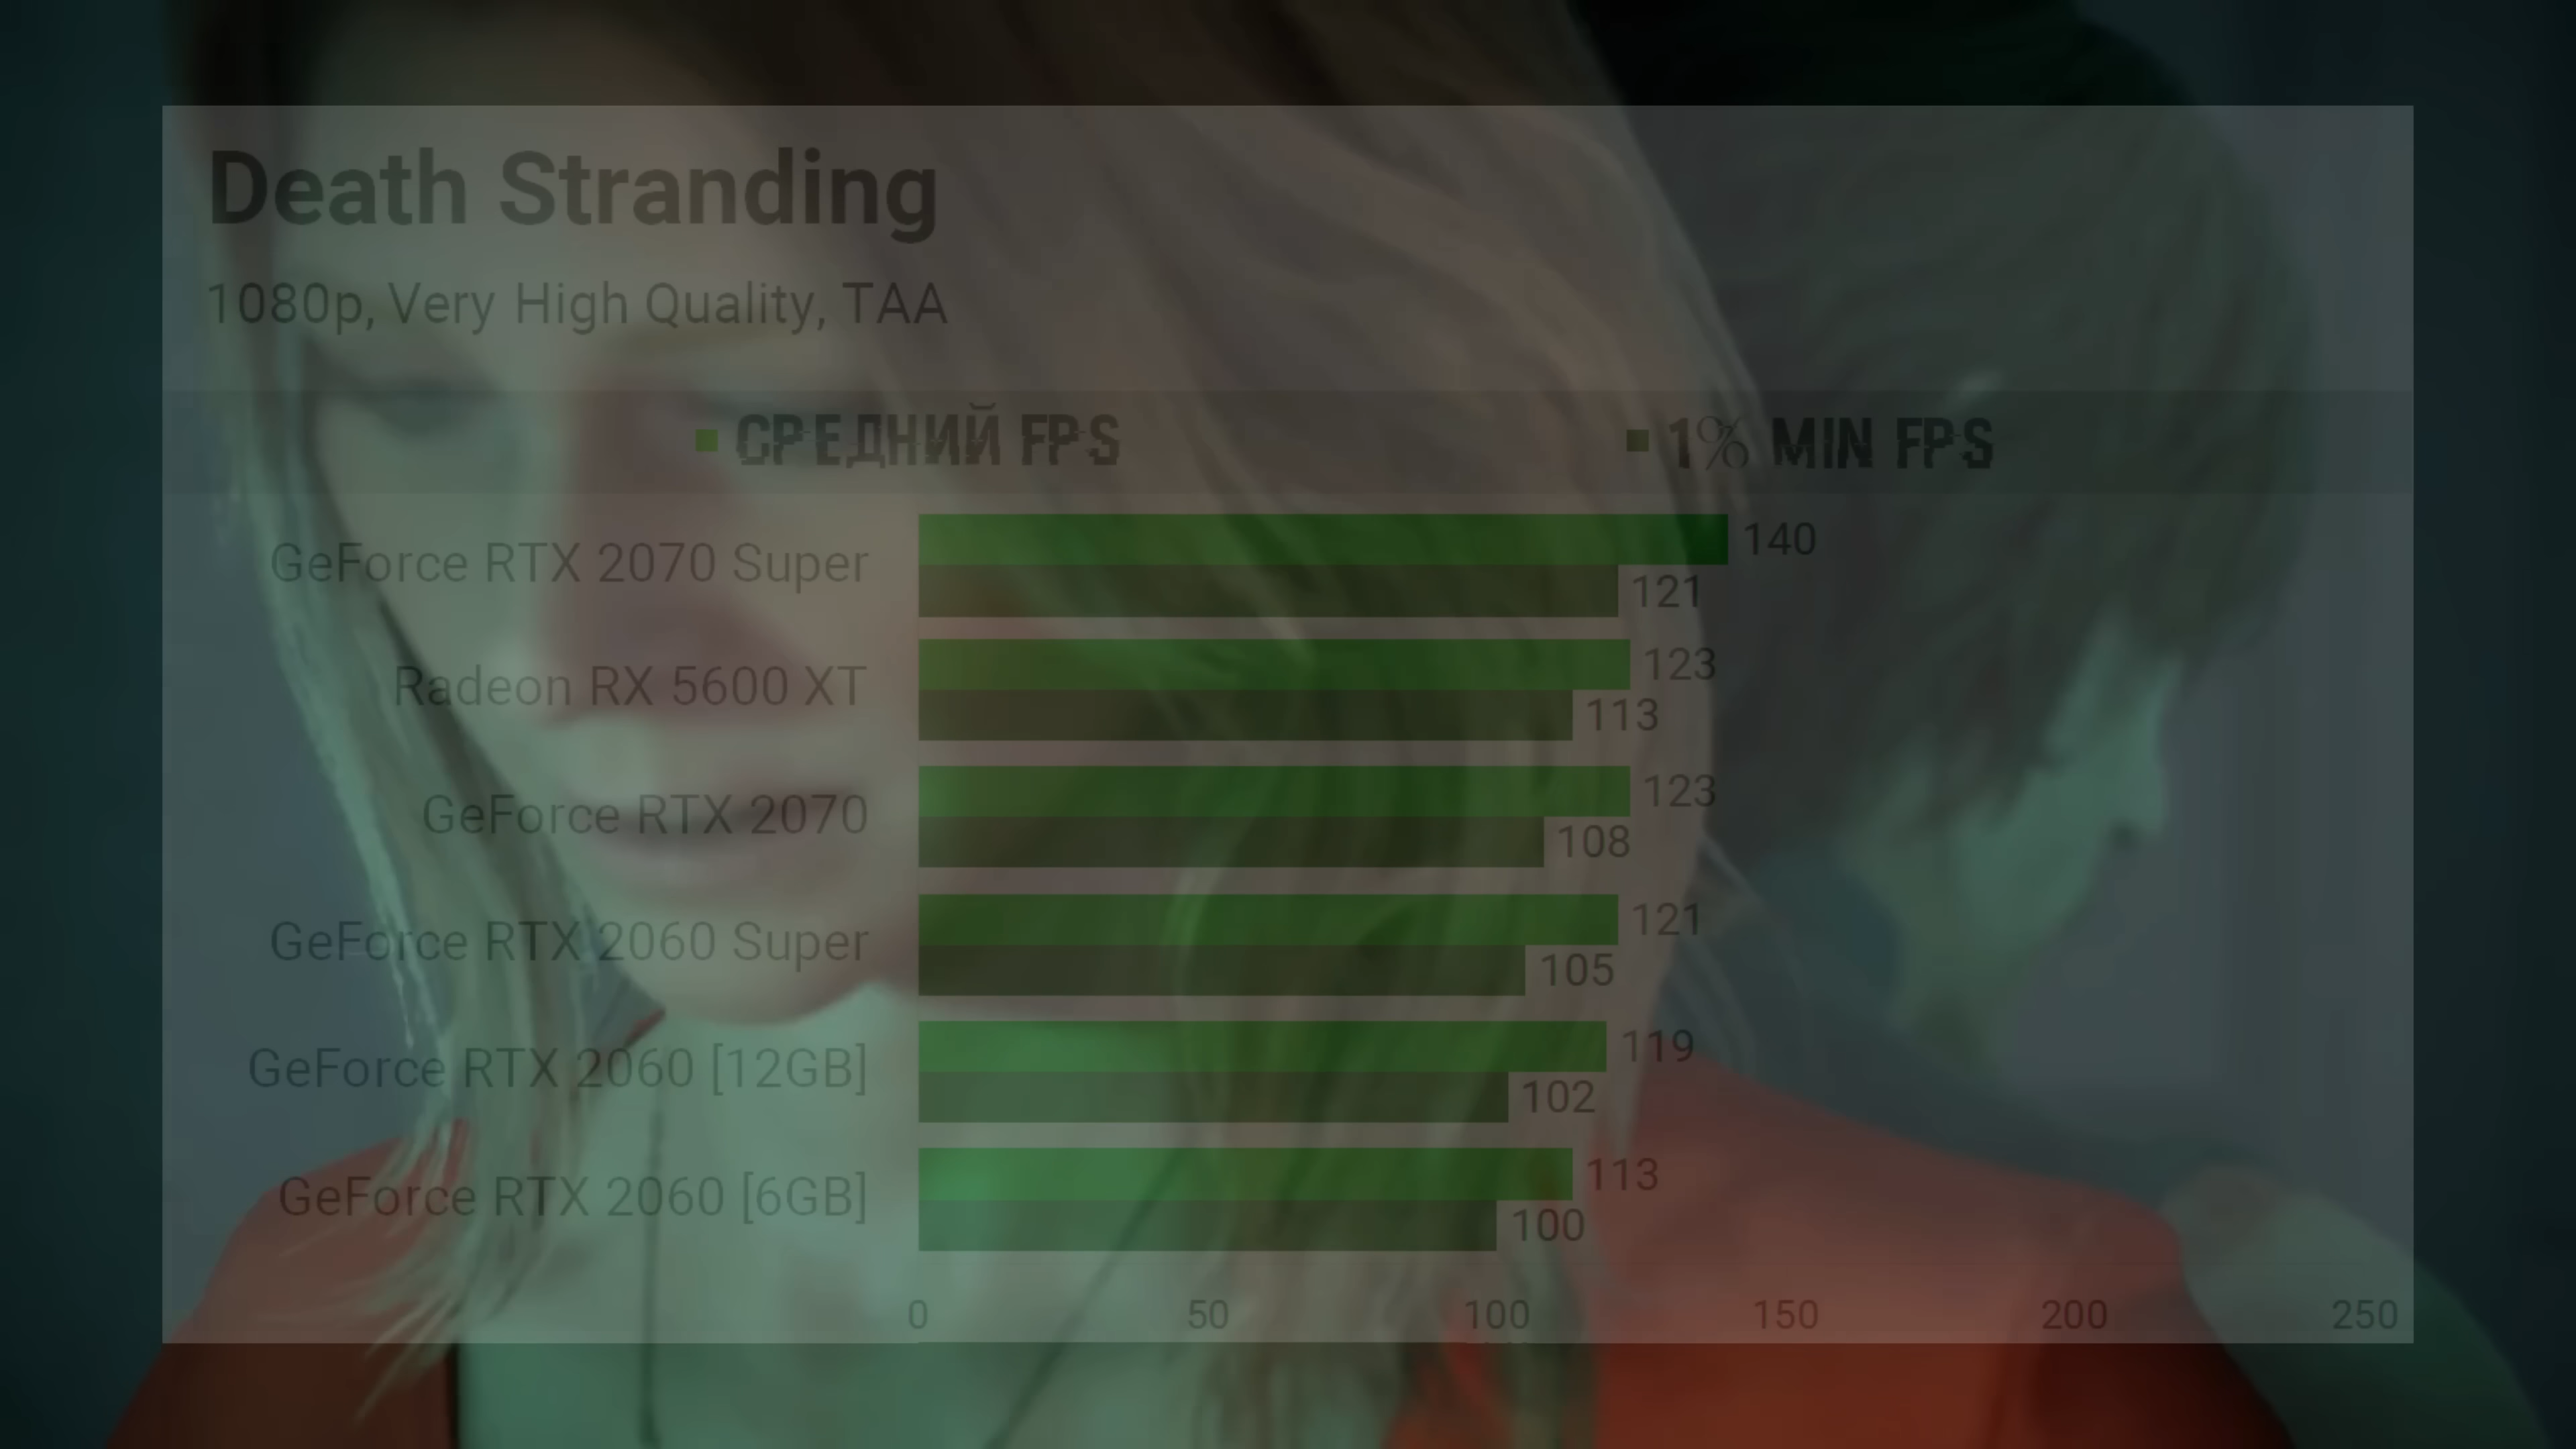 Death Stranding
1080p, Very High Quality, TAA
СРЕДНИЙ FPS 1% MIN FPS
GeForce RTX 2070 Super 140
121
Radeon RX 5600 XT 123
113
GeForce RTX 2070 123
108
GeForce RTX 2060 Super 121
105
GeForce RTX 2060 [12GB] 119
102
GeForce RTX 2060 [6GB] 113
100
0 50 100 150 200 250